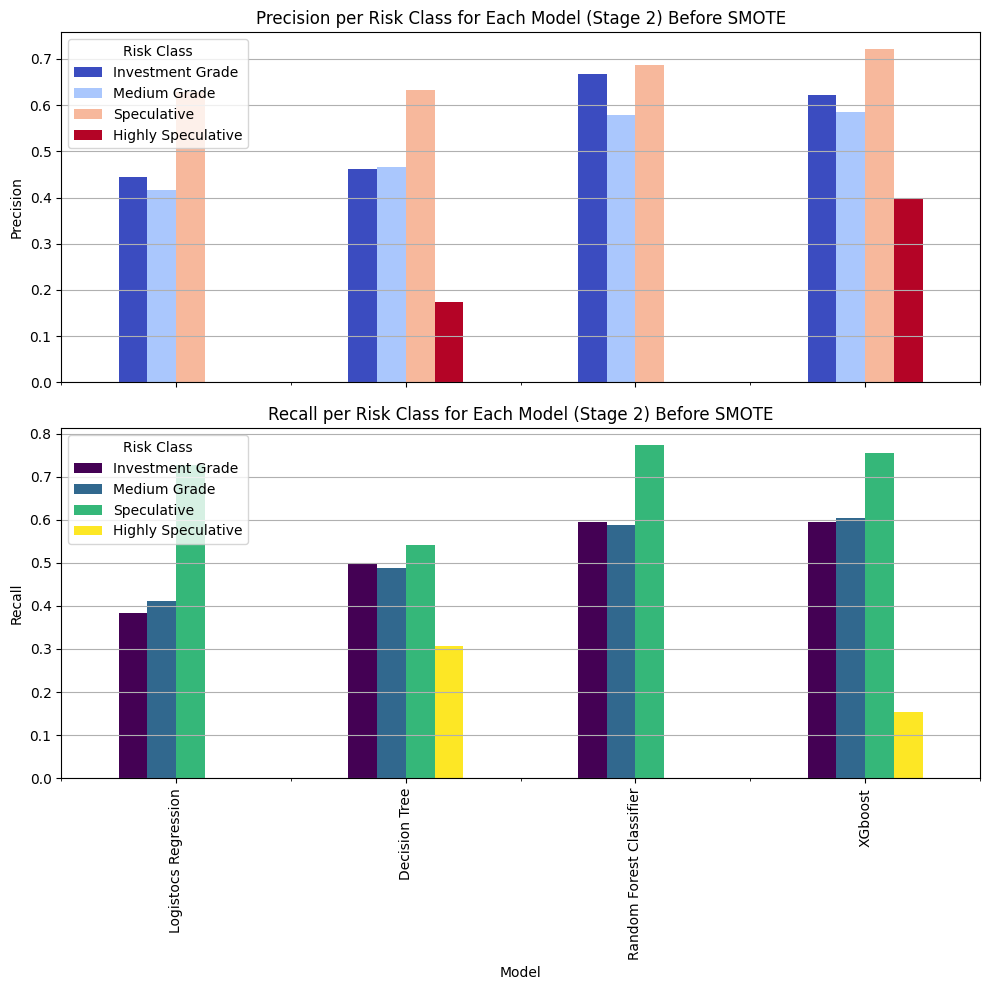 Precision per Risk Class for Each Model (Stage 2) Before SMOTE
Risk Class
Investment Grade
Medium Grade
Speculative
Highly Speculative
Precision
0.7
0.6
0.5
0.4
0.3
0.2
0.1
0.0
Recall per Risk Class for Each Model (Stage 2) Before SMOTE
Risk Class
Investment Grade
Medium Grade
Speculative
Highly Speculative
Recall
0.8
0.7
0.6
0.5
0.4
0.3
0.2
0.1
0.0
Logistocs Regression
Decision Tree
Random Forest Classifier
XGboost
Model